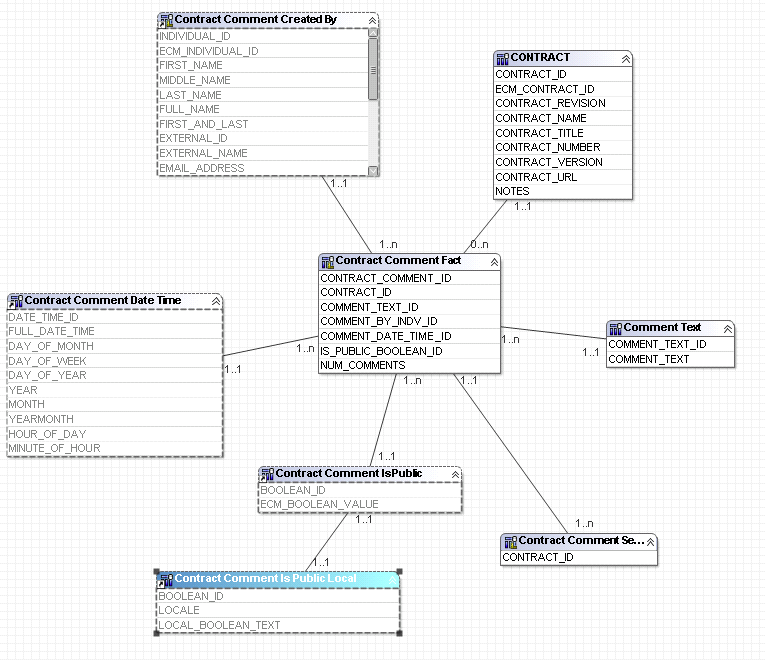 Contract Comment Created By
INDIVIDUAL_ID
ECM_INDIVIDUAL_ID
FIRST_NAME
MIDDLE_NAME
LAST_NAME
FULL_NAME
FIRST_AND_LAST
EXTERNAL_ID
EXTERNAL_NAME
EMAIL_ADDRESS
1..1
CONTRACT
CONTRACT_ID
ECM_CONTRACT_ID
CONTRACT_REVISION
CONTRACT_NAME
CONTRACT_TITLE
CONTRACT_NUMBER
CONTRACT_VERSION
CONTRACT_URL
NOTES
1..1
1..n
0..n
Contract Comment Fact
CONTRACT_COMMENT_ID
CONTRACT_ID
COMMENT_TEXT_ID
COMMENT_BY_INDV_ID
COMMENT_DATE_TIME_ID
IS_PUBLIC_BOOLEAN_ID
NUM_COMMENTS
Contract Comment Date Time
DATE_TIME_ID
FULL_DATE_TIME
DAY_OF_MONTH
DAY_OF_WEEK
DAY_OF_YEAR
YEAR
MONTH
YEARMONTH
HOUR_OF_DAY
MINUTE_OF_HOUR
1..1
1..n
1..n
1..1
Comment Text
COMMENT_TEXT_ID
COMMENT_TEXT
1..n
1..1
1..1
Contract Comment IsPublic
BOOLEAN_ID
ECM_BOOLEAN_VALUE
1..1
1..n
Contract Comment Se...
CONTRACT_ID
1..1
Contract Comment Is Public Local
BOOLEAN_ID
LOCALE
LOCAL_BOOLEAN_TEXT